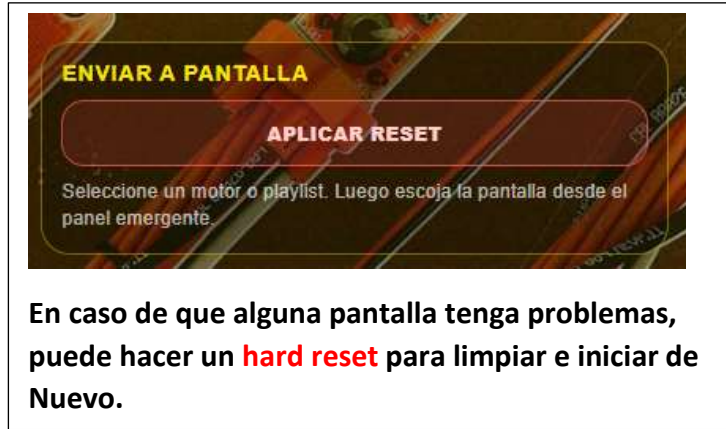 ENVIAR A PANTALLA
APLICAR RESET
Seleccione un motor o playlist. Luego escoja la pantalla desde el
panel emergente.
En caso de que alguna pantalla tenga problemas,
puede hacer un hard reset para limpiar e iniciar de
Nuevo.